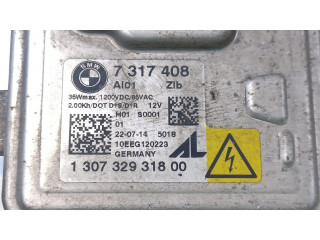 BMW
7 317 408
AI01 ZIb
35Wmax. 1200VDC/85VAC
2.00Kh/DOT D1S/D1R 12V
H01 S0001
01
22-07-14 5018
10EEG120223
GERMANY AL
1 307 329 318 00